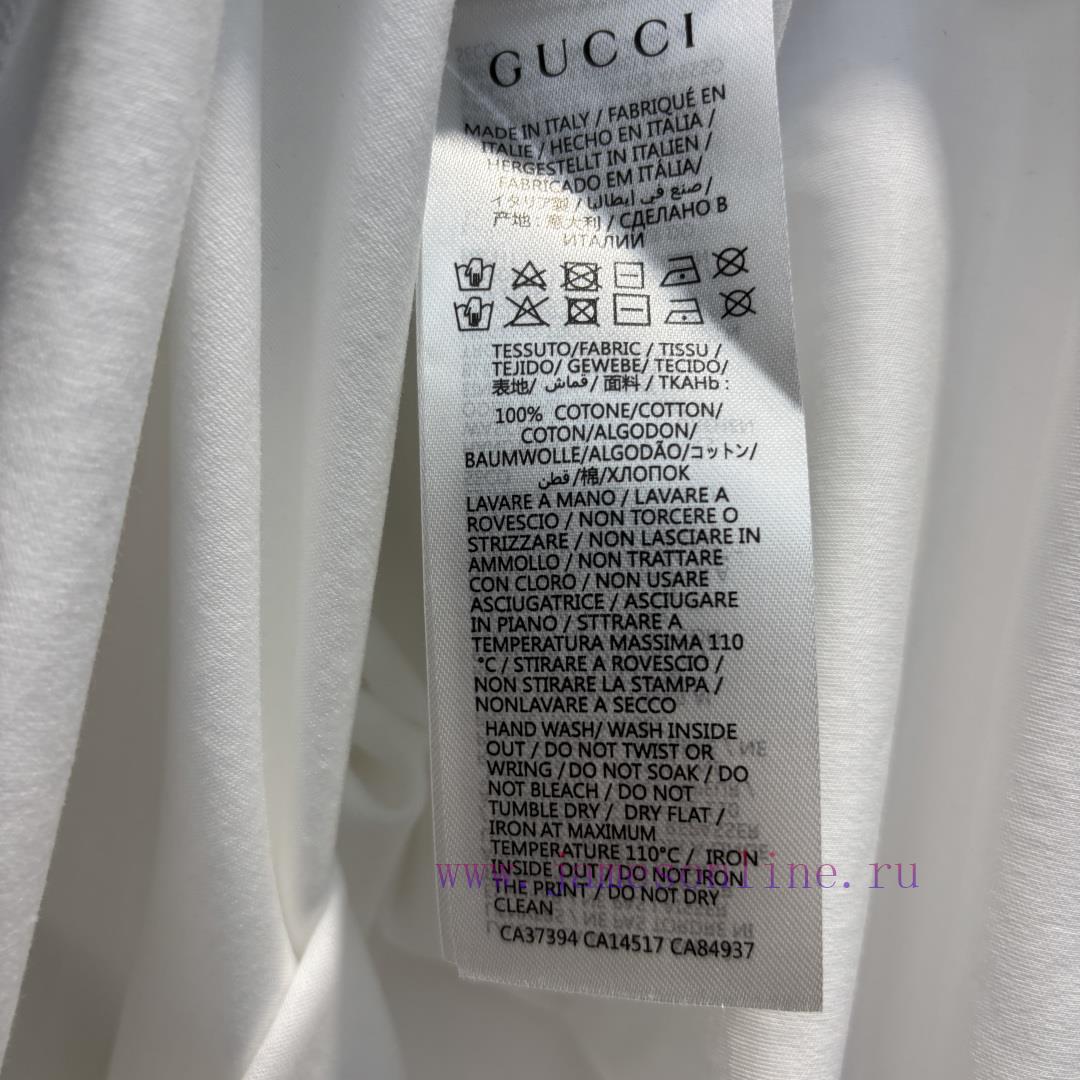 GUCCI
MADE IN ITALY / FABRIQUÉ EN
ITALIE / HECHO EN ITALIA /
HERGESTELLT IN ITALIEN /
FABRICADO EM ITÁLIA/
イタリア製 / صنع في إيطاليا /
产地:意大利 / СДЕЛАНО В
ИТАЛИИ
TESSUTO/FABRIC / TISSU /
TEJIDO/ GEWEBE/ TECIDO/
表地/ قماش / 面料 / TKAHb :
100% COTONE/COTTON/
COTON/ALGODON/
BAUMWOLLE/ALGODÃO/コットン/
قطن /棉/ХЛОПОК
LAVARE A MANO / LAVARE A
ROVESCIO / NON TORCERE O
STRIZZARE / NON LASCIARE IN
AMMOLLO / NON TRATTARE
CON CLORO / NON USARE
ASCIUGATRICE / ASCIUGARE
IN PIANO / STTRARE A
TEMPERATURA MASSIMA 110
°C / STIRARE A ROVESCIO /
NON STIRARE LA STAMPA /
NONLAVARE A SECCO
HAND WASH/ WASH INSIDE
OUT / DO NOT TWIST OR
WRING / DO NOT SOAK / DO
NOT BLEACH / DO NOT
TUMBLE DRY / DRY FLAT /
IRON AT MAXIMUM
TEMPERATURE 110°C / IRON
INSIDE OUT / DO NOT IRON
THE PRINT / DO NOT DRY
CLEAN
CA37394 CA14517 CA84937